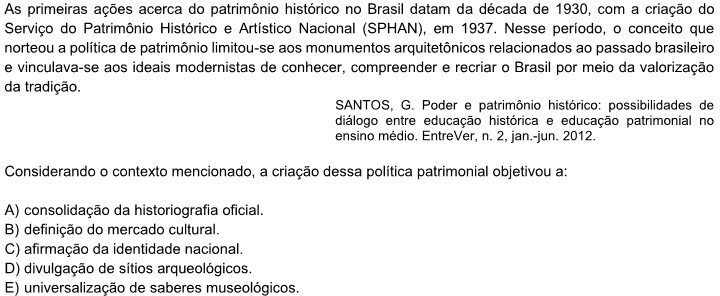 As primeiras ações acerca do patrimônio histórico no Brasil datam da década de 1930, com a criação do
Serviço do Patrimônio Histórico e Artístico Nacional (SPHAN), em 1937. Nesse período, o conceito que
norteou a política de patrimônio limitou-se aos monumentos arquitetônicos relacionados ao passado brasileiro
e vinculava-se aos ideais modernistas de conhecer, compreender e recriar o Brasil por meio da valorização
da tradição.
SANTOS, G. Poder e patrimônio histórico: possibilidades de
diálogo entre educação histórica e educação patrimonial no
ensino médio. EntreVer, n. 2, jan.-jun. 2012.
Considerando o contexto mencionado, a criação dessa política patrimonial objetivou a:
A) consolidação da historiografia oficial.
B) definição do mercado cultural.
C) afirmação da identidade nacional.
D) divulgação de sítios arqueológicos.
E) universalização de saberes museológicos.